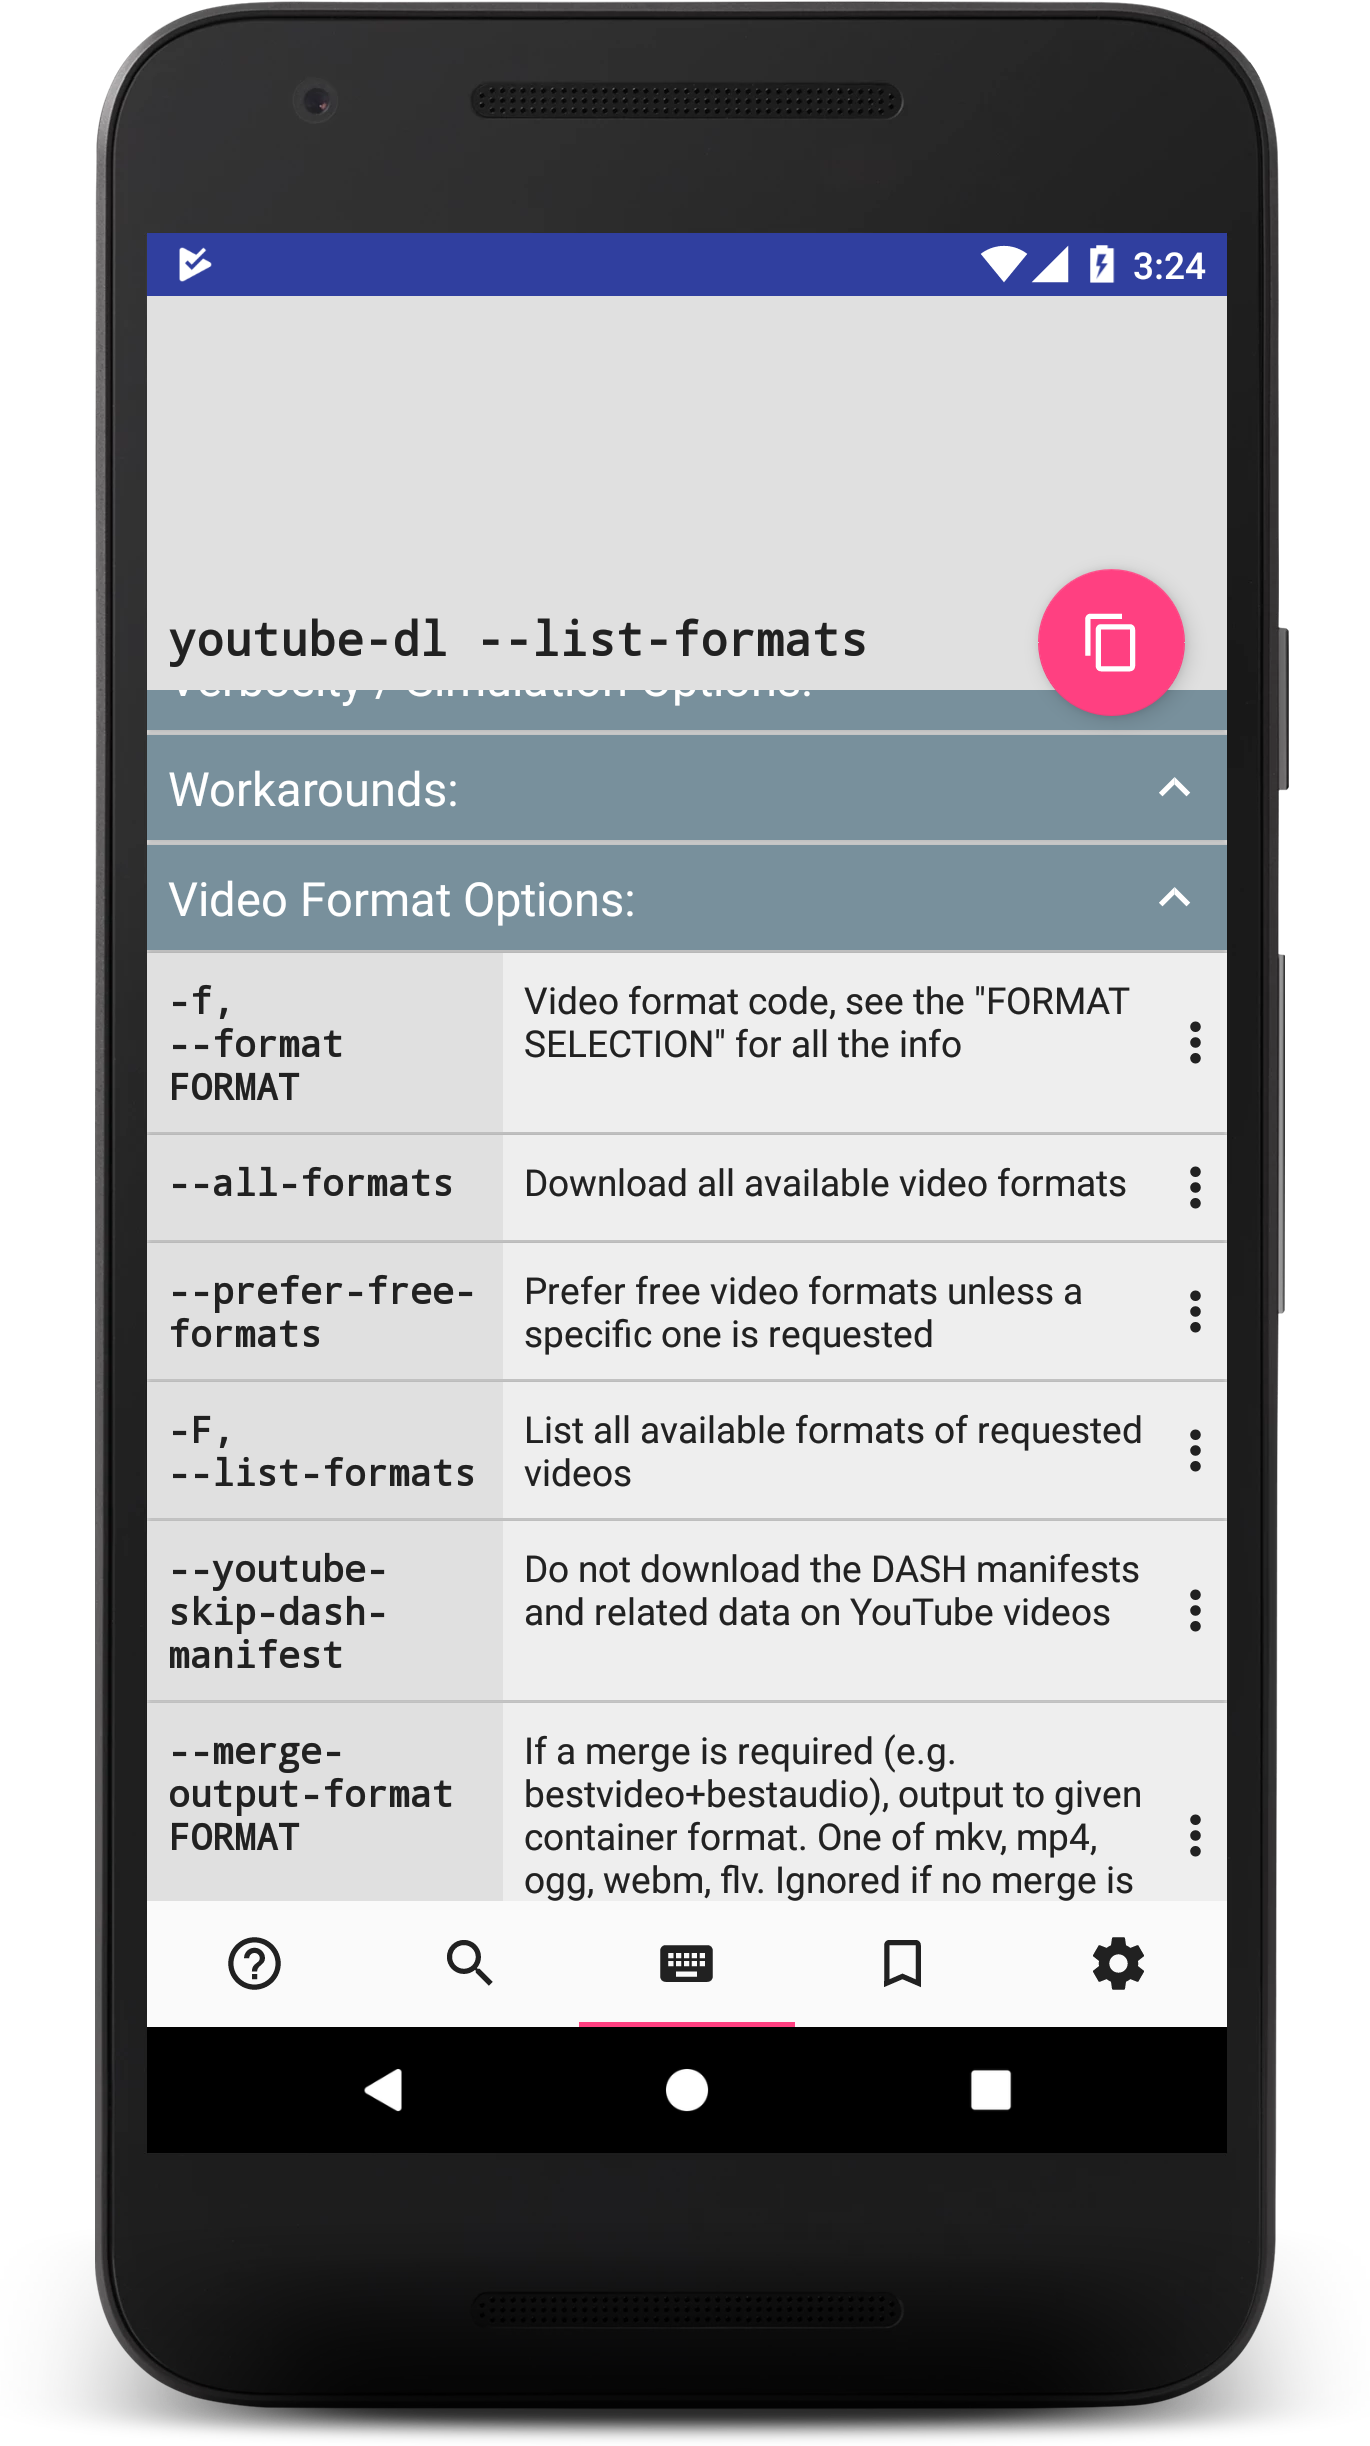 3:24
youtube-dl --list-formats
Verbosity / Simulation Options:
Workarounds:
Video Format Options:
-f,
--format
FORMAT
Video format code, see the "FORMAT
SELECTION" for all the info
--all-formats
Download all available video formats
--prefer-free-
formats
Prefer free video formats unless a
specific one is requested
-F,
--list-formats
List all available formats of requested
videos
--youtube-
skip-dash-
manifest
Do not download the DASH manifests
and related data on YouTube videos
--merge-
output-format
FORMAT
If a merge is required (e.g.
bestvideo+bestaudio), output to given
container format. One of mkv, mp4,
ogg, webm, flv. Ignored if no merge is